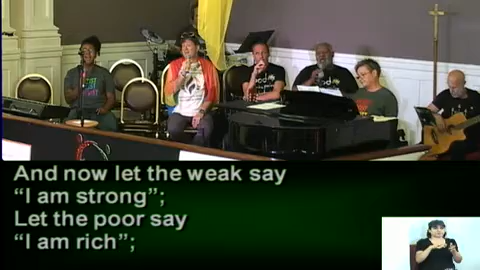 And now let the weak say
“I am strong”;
Let the poor say
“I am rich”;